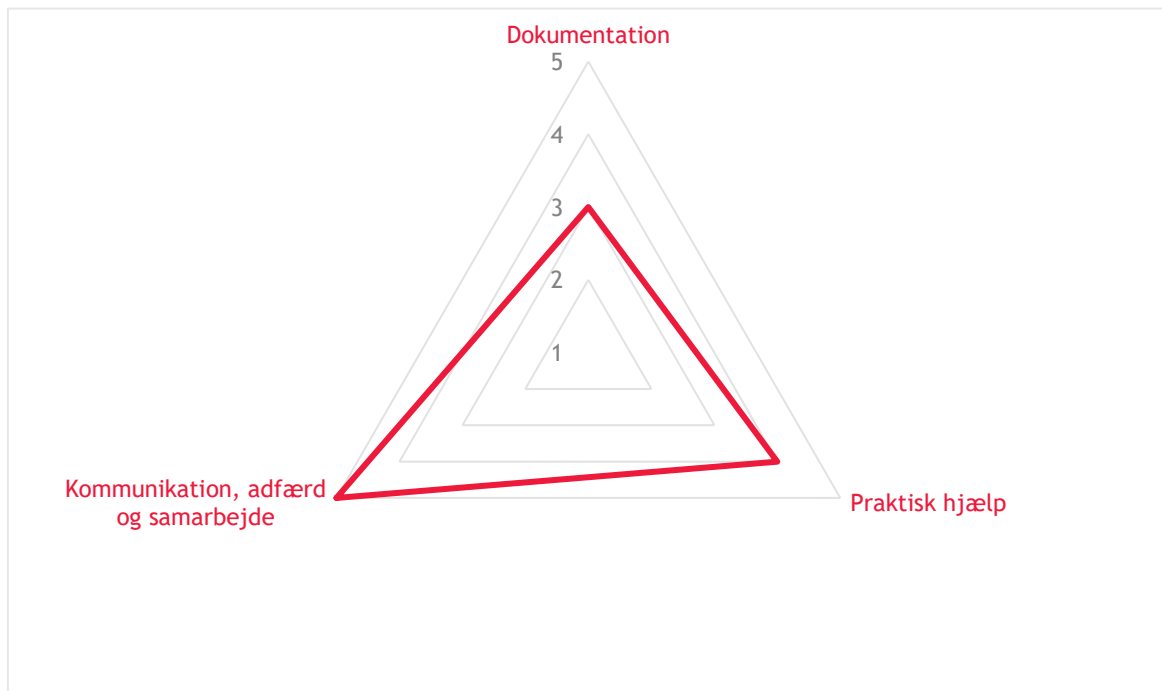 Dokumentation
5
4
3
2
1
Kommunikation, adfærd
og samarbejde
Praktisk hjælp